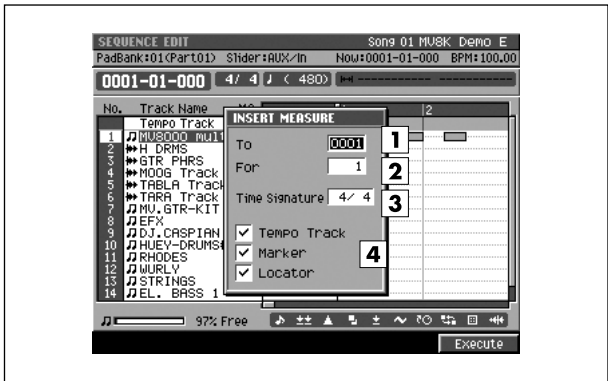 SEQUENCE EDIT Song 01 MV8K Demo E
PadBank:01(Part01) Slider:AUX/In Now:0001-01-000 BPM:100.00
0001-01-000 4/ 4 ♩ ( 480)
No. Track Name
Tempo Track
1 MV8000 mult
2 H DRMS
3 GTR PHRS
4 MOOG Track
5 TABLA Track
6 TARA Track
7 MV.GTR-KIT
8 EFX
9 DJ.CASPIAN
10 HUEY-DRUMS
11 RHODES
12 WURLY
13 STRINGS
14 EL. BASS 1
2
INSERT MEASURE
To 0001 1
For 1 2
Time Signature 4/ 4 3
Tempo Track
Marker 4
Locator
97% Free
Execute